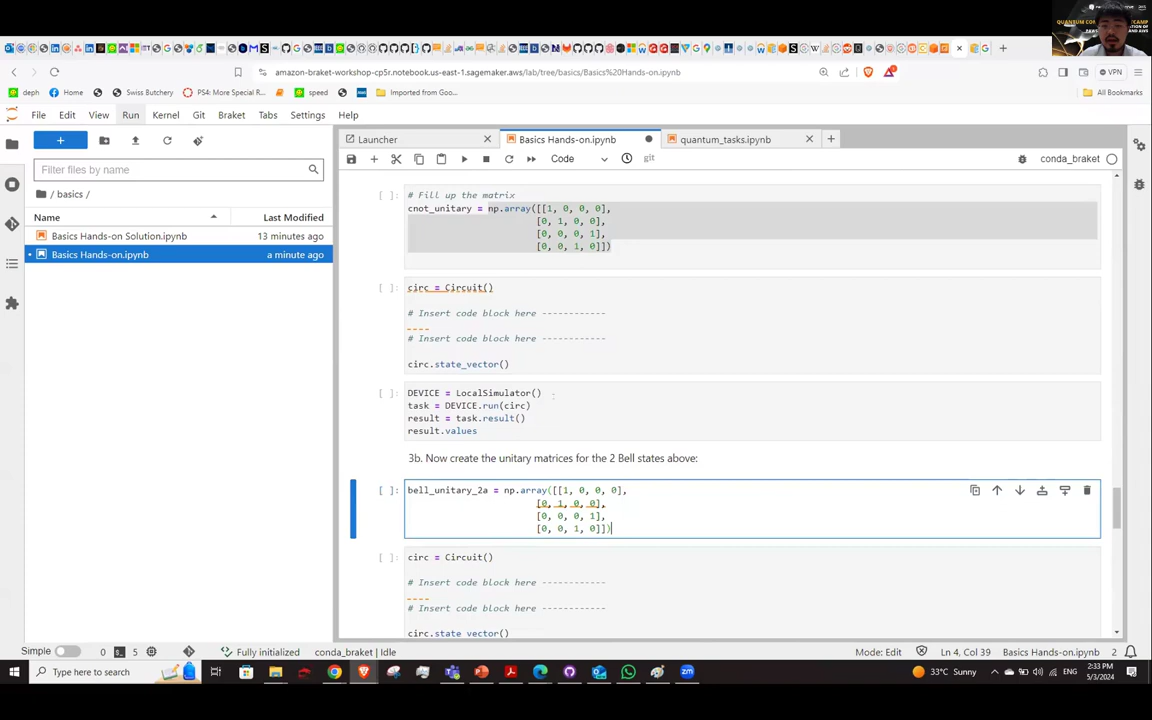 QUANTUM CO
amazon-braket-workshop-cp5r.notebook.us-east-1.sagemaker.aws/lab/tree/basics/Basics%20Hands-on.ipynb
VPN
deph
Home
Swiss Butchery
PS4: More Special R...
speed
Imported from Goo...
All Bookmarks
File Edit View Run Kernel Git Braket Tabs Settings Help
Launcher
Basics Hands-on.ipynb
quantum_tasks.ipynb
Code
git
conda_braket
Filter files by name
/ basics /
Name
Last Modified
Basics Hands-on Solution.ipynb
13 minutes ago
Basics Hands-on.ipynb
a minute ago
[ ]:
# Fill up the matrix
cnot_unitary = np.array([[1, 0, 0, 0],
[0, 1, 0, 0],
[0, 0, 0, 1],
[0, 0, 1, 0]])
[ ]:
circ = Circuit()
# Insert code block here ------------
----
# Insert code block here ------------
circ.state_vector()
[ ]:
DEVICE = LocalSimulator()
task = DEVICE.run(circ)
result = task.result()
result.values
3b. Now create the unitary matrices for the 2 Bell states above:
[ ]:
bell_unitary_2a = np.array([[1, 0, 0, 0],
[0, 1, 0, 0],
[0, 0, 0, 1],
[0, 0, 1, 0]])
[ ]:
circ = Circuit()
# Insert code block here ------------
----
# Insert code block here ------------
circ.state_vector()
Simple
0
5
Fully initialized
conda_braket | Idle
Mode: Edit
Ln 4, Col 39
Basics Hands-on.ipynb
2
Type here to search
33°C Sunny
ENG
2:33 PM
5/3/2024